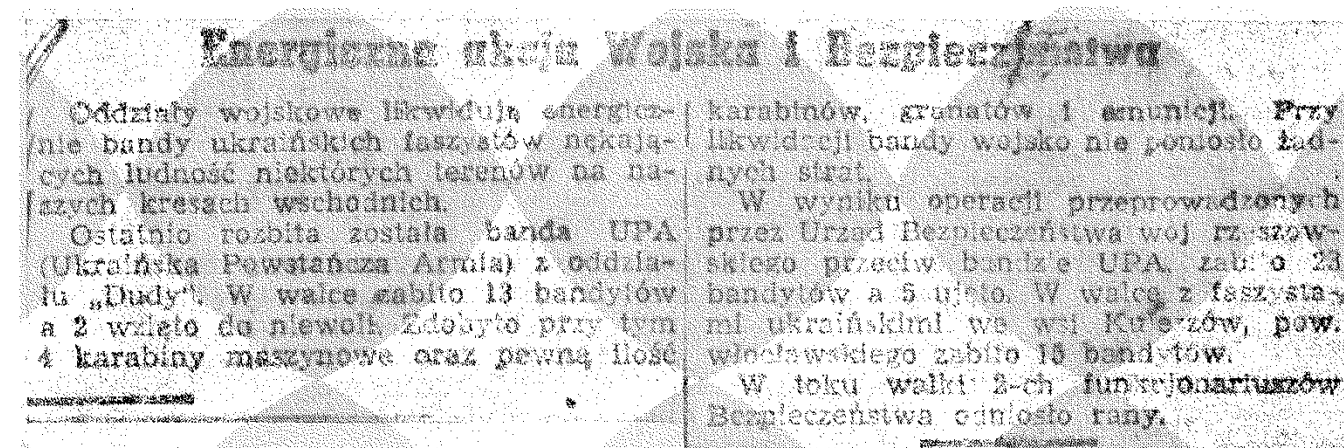 Energiczna akcja Wojska i Bezpieczeństwa
Oddziały wojskowe likwidują energicz-
nie bandy ukraińskich faszystów nękają-
cych ludność niektórych terenów na na-
szych kresach wschodnich.
Ostatnio rozbita została banda UPA
(Ukraińska Powstańcza Armia) z oddzia-
łu „Dudy". W walce zabito 13 bandytów
a 2 wzięto do niewoli. Zdobyto przy tym
4 karabiny maszynowe oraz pewną ilość
karabinów, granatów i amunicji. Przy
likwidacji bandy wojsko nie poniosło żad-
nych strat.
W wyniku operacji przeprowadzonych
przez Urząd Bezpieczeństwa woj rzeszow-
skiego przeciw bandzie UPA, zabito 23
bandytów a 5 ujęto. W walce z faszysta-
mi ukraińskimi we wsi pow
zabito 15 bandytów.
W toku walki 2-ch funkcjonariuszów
Bezpieczeństwa odniosło rany.